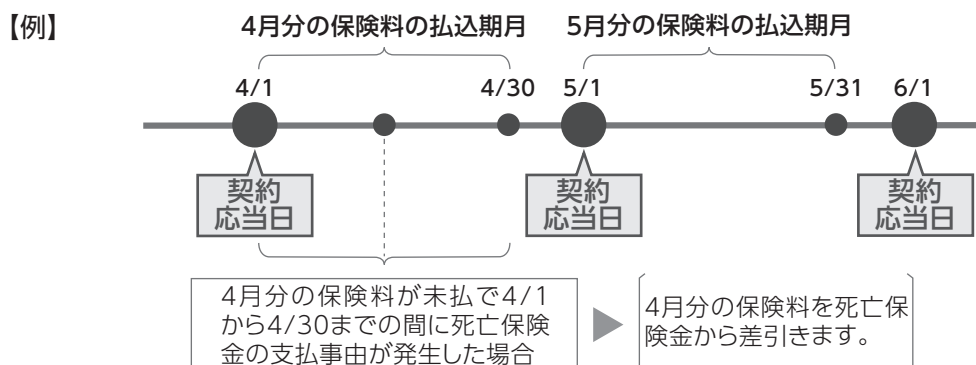 【例】
4月分の保険料の払込期月 5月分の保険料の払込期月
4/1 4/30 5/1 5/31 6/1
契約
応当日
契約
応当日
契約
応当日
4月分の保険料が未払で4/1
から4/30までの間に死亡保険
金の支払事由が発生した場合
4月分の保険料を死亡保
険金から差引きます。